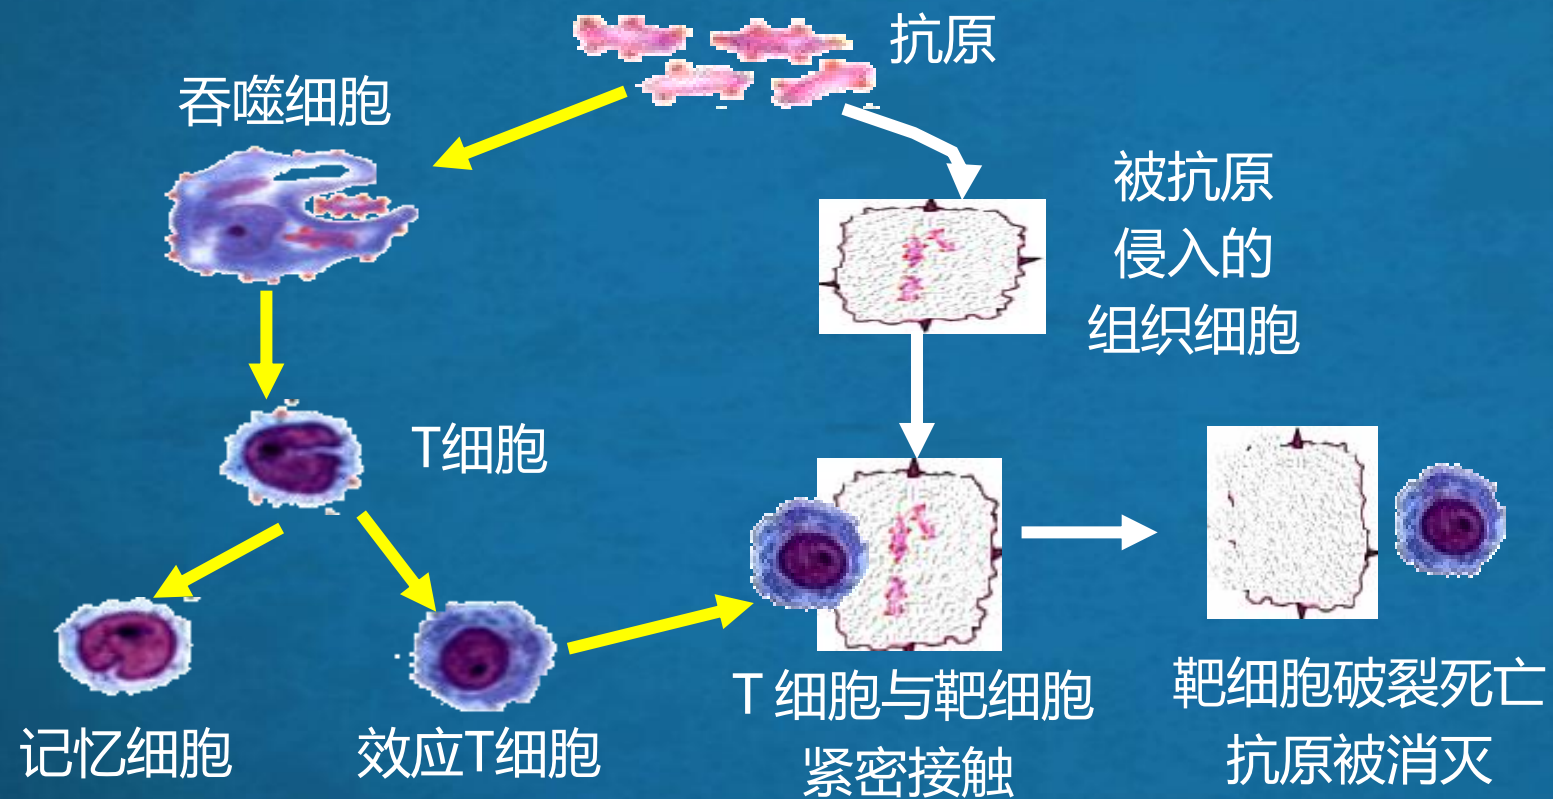 抗原
吞噬细胞
被抗原
侵入的
组织细胞
T细胞
记忆细胞
效应T细胞
T 细胞与靶细胞
紧密接触
靶细胞破裂死亡
抗原被消灭